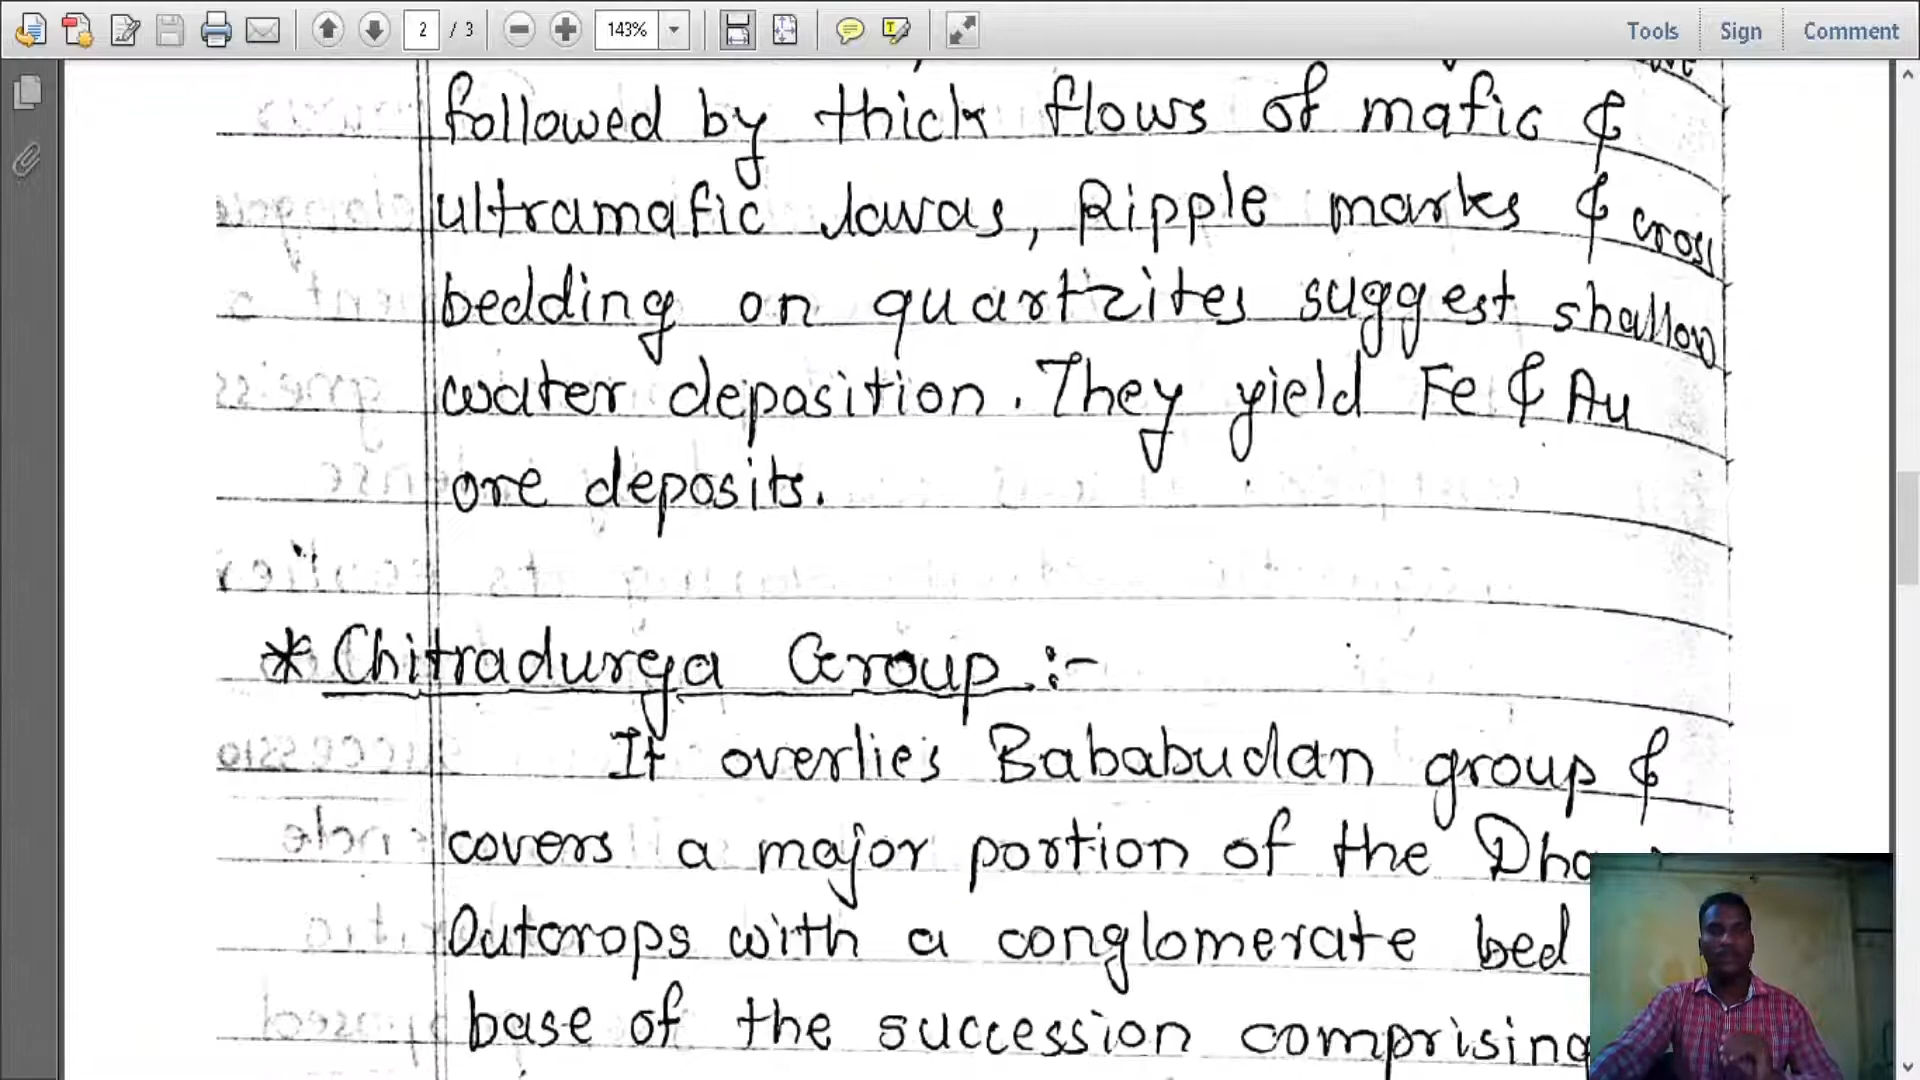 2 / 3
143%
Tools
Sign
Comment
followed by thick flows of mafic &
ultramafic lavas, Ripple marks & cross
bedding on quartzites suggest shallow
water deposition. They yield Fe & Au
ore deposits.
* Chitradurga Group :-
It overlies Bababudan group &
covers a major portion of the
Outcrops with a conglomerate bed
base of the succession comprising